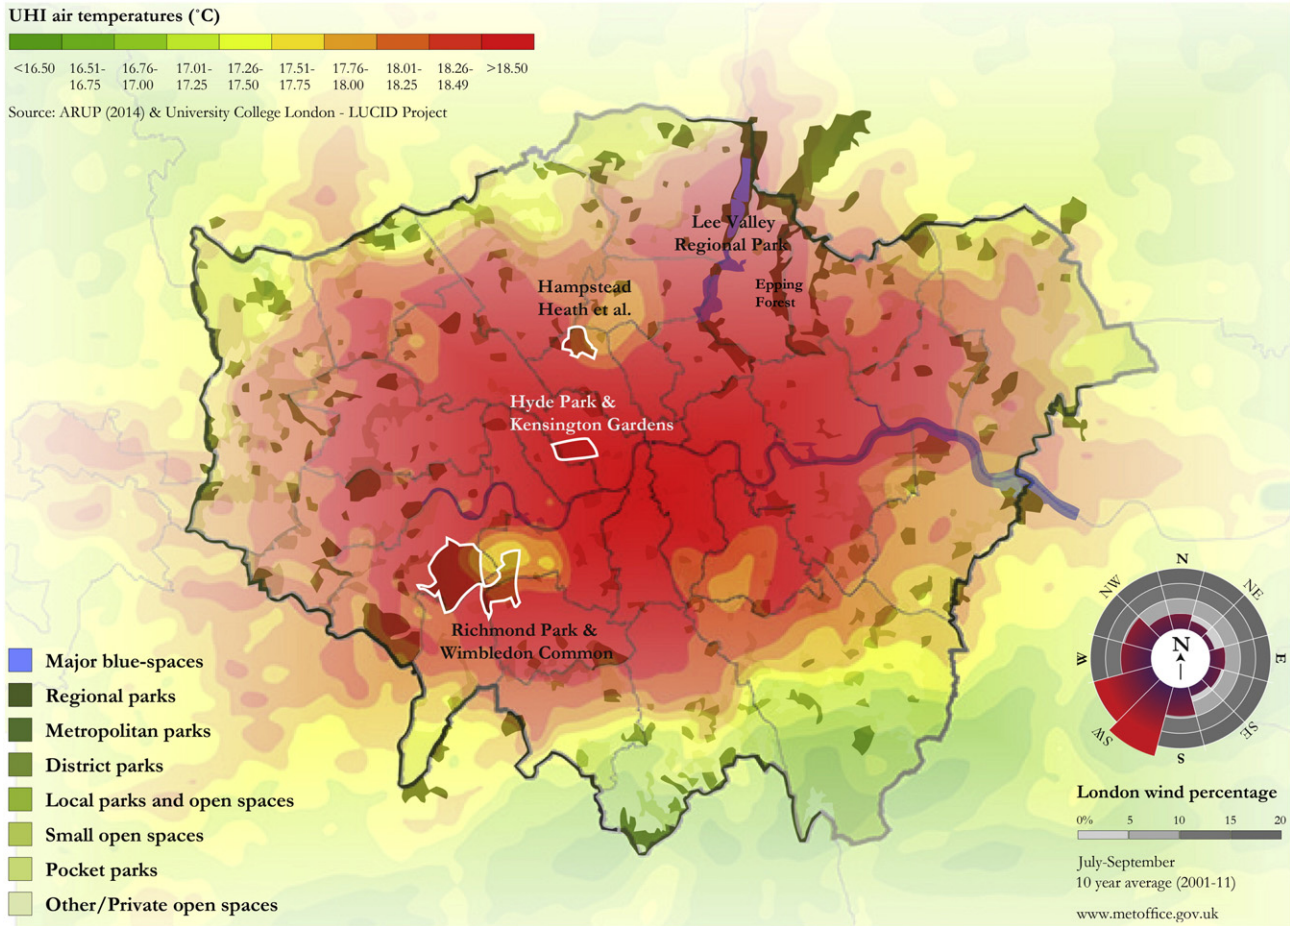 UHI air temperatures (˚C)
<16.50 16.51-16.75 16.76-17.00 17.01-17.25 17.26-17.50 17.51-17.75 17.76-18.00 18.01-18.25 18.26-18.49 >18.50
Source: ARUP (2014) & University College London - LUCID Project
Lee Valley
Regional Park
Epping
Forest
Hampstead
Heath et al.
Hyde Park &
Kensington Gardens
Richmond Park &
Wimbledon Common
Major blue-spaces
Regional parks
Metropolitan parks
District parks
Local parks and open spaces
Small open spaces
Pocket parks
Other/Private open spaces
N
NW
NE
N
W
E
SW
SE
S
London wind percentage
0% 5 10 15 20
July-September
10 year average (2001-11)
www.metoffice.gov.uk